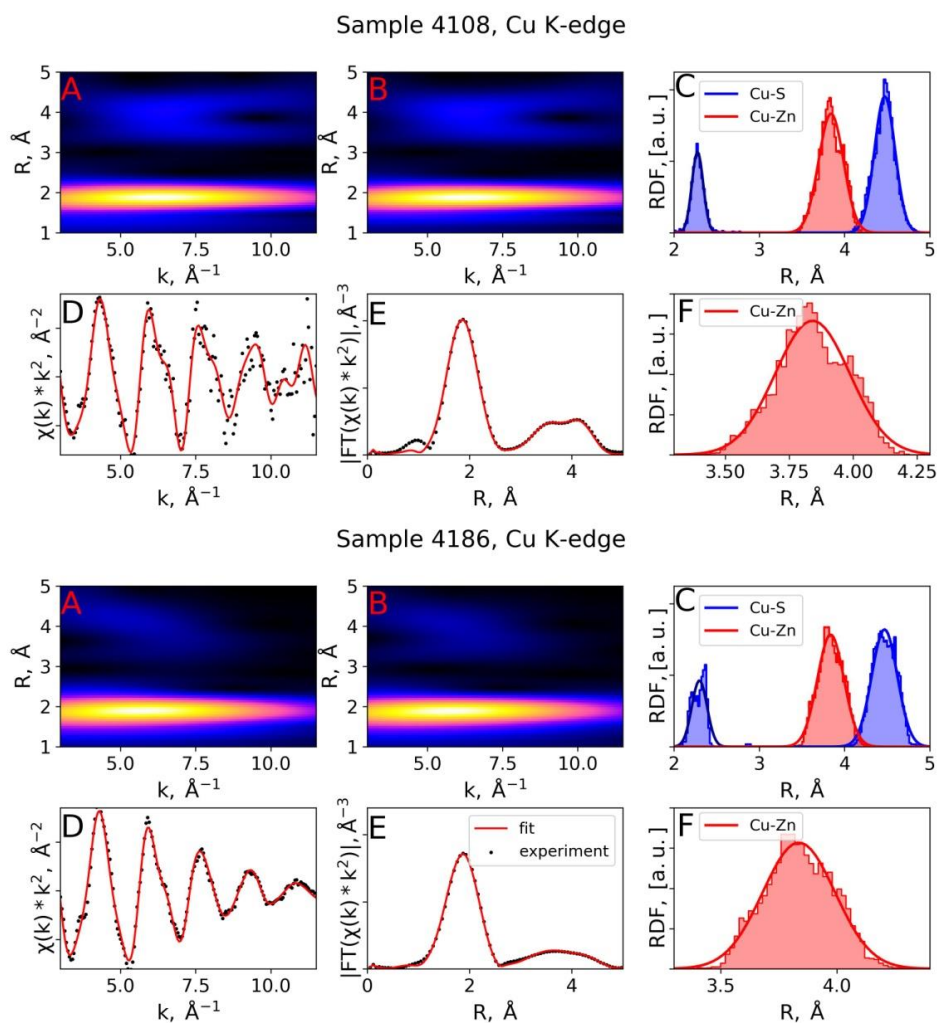 Sample 4108, Cu K-edge
A
R, Å
5
4
3
2
1
5.0 7.5 10.0
k, Å⁻¹
B
R, Å
5
4
3
2
1
5.0 7.5 10.0
k, Å⁻¹
C
Cu-S
Cu-Zn
RDF, [a. u. ]
2 3 4 5
R, Å
D
χ(k) * k², Å⁻²
5.0 7.5 10.0
k, Å⁻¹
E
|FT(χ(k) * k²)|, Å⁻³
0 2 4
R, Å
F
Cu-Zn
RDF, [a. u. ]
3.50 3.75 4.00 4.25
R, Å
Sample 4186, Cu K-edge
A
R, Å
5
4
3
2
1
5.0 7.5 10.0
k, Å⁻¹
B
R, Å
5
4
3
2
1
5.0 7.5 10.0
k, Å⁻¹
C
Cu-S
Cu-Zn
RDF, [a. u. ]
2 3 4 5
R, Å
D
χ(k) * k², Å⁻²
5.0 7.5 10.0
k, Å⁻¹
E
fit
experiment
|FT(χ(k) * k²)|, Å⁻³
0 2 4
R, Å
F
Cu-Zn
RDF, [a. u. ]
3.5 4.0
R, Å